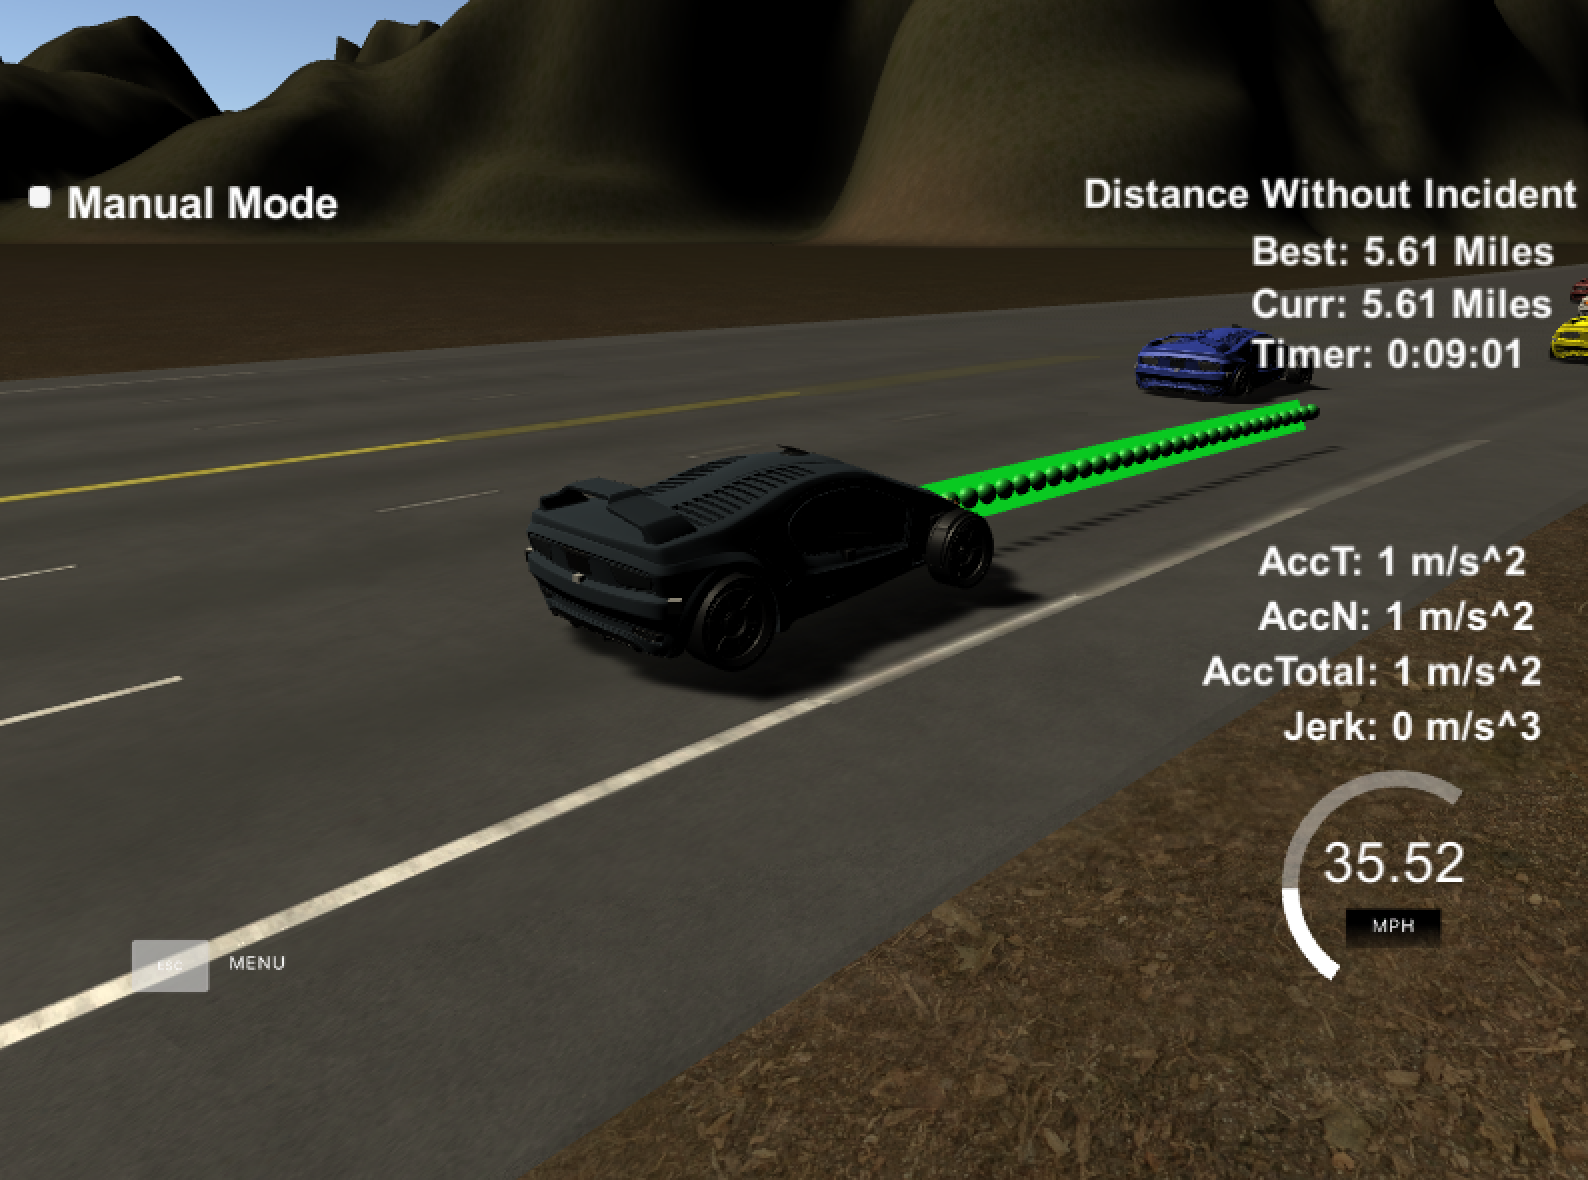 Manual Mode
Distance Without Incident
Best: 5.61 Miles
Curr: 5.61 Miles
Timer: 0:09:01
AccT: 1 m/s^2
AccN: 1 m/s^2
AccTotal: 1 m/s^2
Jerk: 0 m/s^3
35.52
MPH
ESC MENU